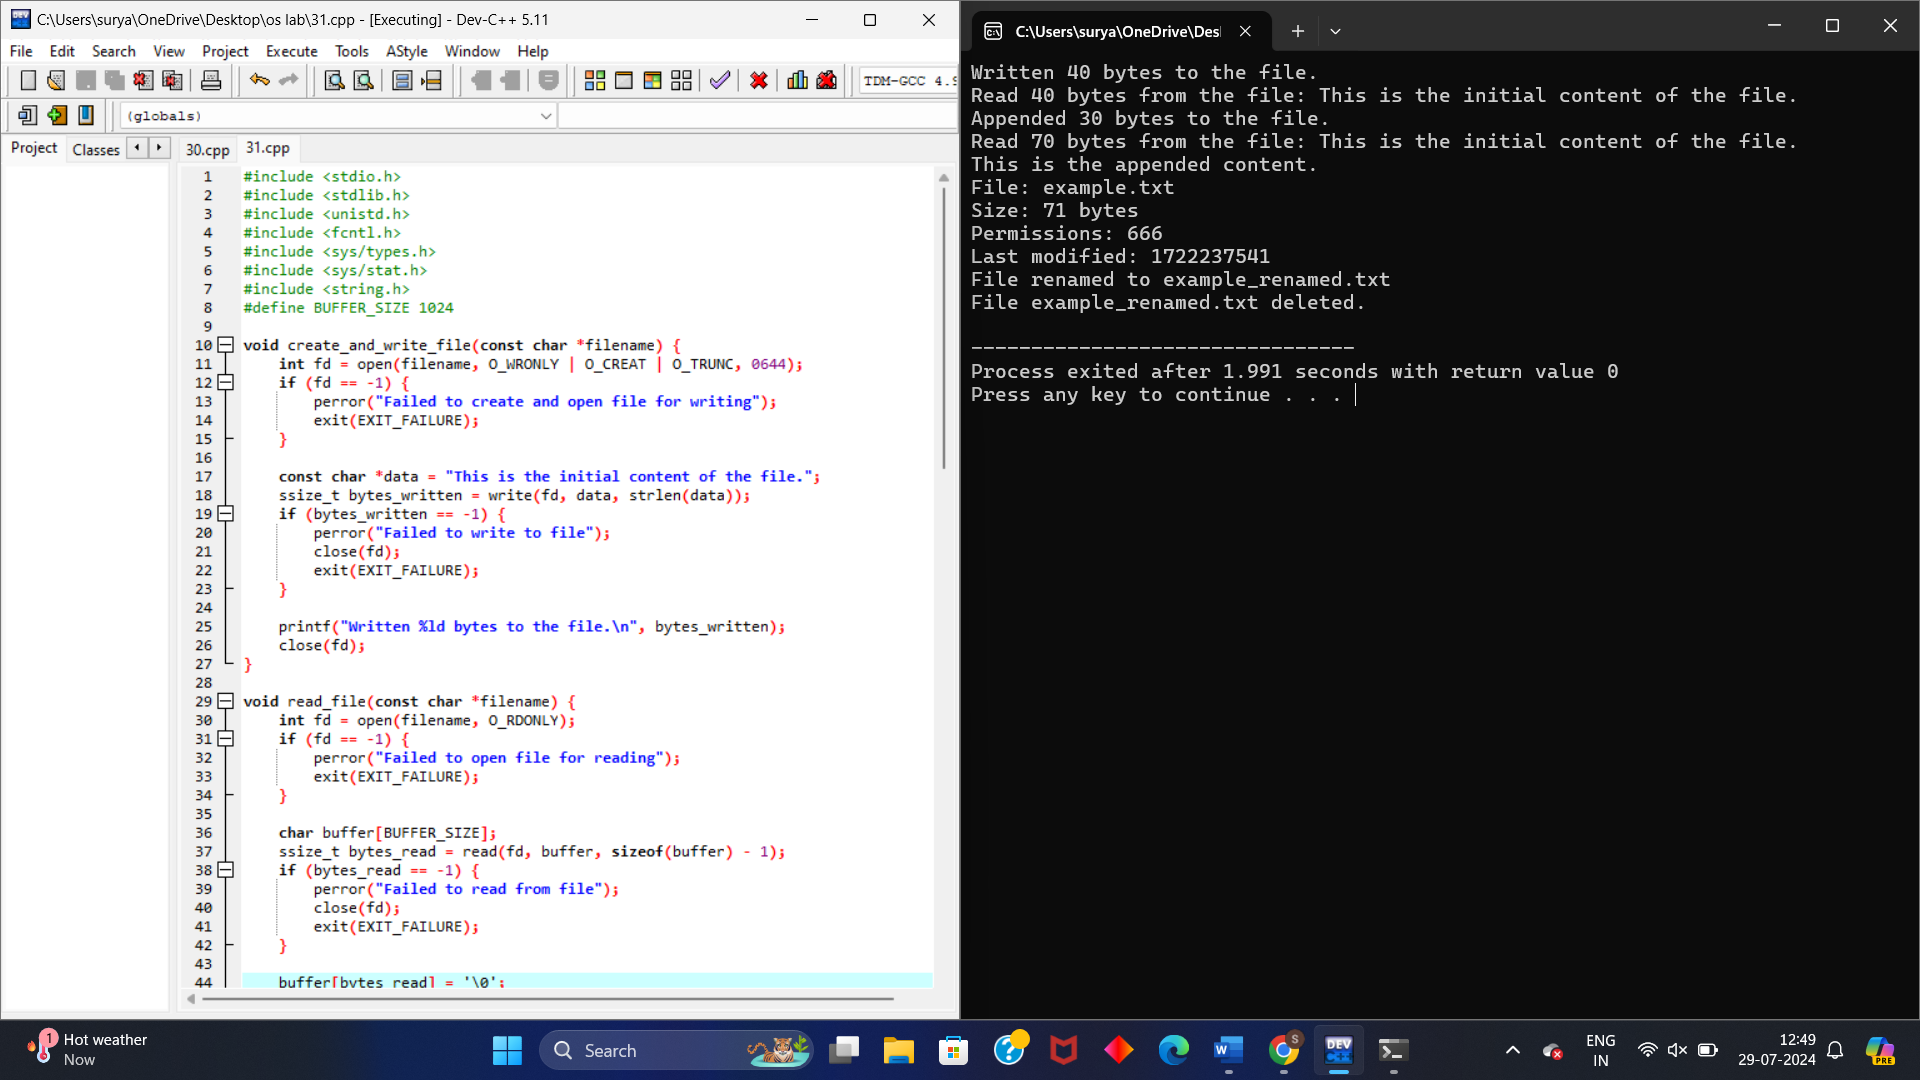 C:\Users\surya\OneDrive\Desktop\os lab\31.cpp - [Executing] - Dev-C++ 5.11
File Edit Search View Project Execute Tools AStyle Window Help
TDM-GCC 4.9
(globals)
Project Classes 30.cpp 31.cpp
1 #include <stdio.h>
2 #include <stdlib.h>
3 #include <unistd.h>
4 #include <fcntl.h>
5 #include <sys/types.h>
6 #include <sys/stat.h>
7 #include <string.h>
8 #define BUFFER_SIZE 1024
9
10 void create_and_write_file(const char *filename) {
11 int fd = open(filename, O_WRONLY | O_CREAT | O_TRUNC, 0644);
12 if (fd == -1) {
13 perror("Failed to create and open file for writing");
14 exit(EXIT_FAILURE);
15 }
16
17 const char *data = "This is the initial content of the file.";
18 ssize_t bytes_written = write(fd, data, strlen(data));
19 if (bytes_written == -1) {
20 perror("Failed to write to file");
21 close(fd);
22 exit(EXIT_FAILURE);
23 }
24
25 printf("Written %ld bytes to the file.\n", bytes_written);
26 close(fd);
27 }
28
29 void read_file(const char *filename) {
30 int fd = open(filename, O_RDONLY);
31 if (fd == -1) {
32 perror("Failed to open file for reading");
33 exit(EXIT_FAILURE);
34 }
35
36 char buffer[BUFFER_SIZE];
37 ssize_t bytes_read = read(fd, buffer, sizeof(buffer) - 1);
38 if (bytes_read == -1) {
39 perror("Failed to read from file");
40 close(fd);
41 exit(EXIT_FAILURE);
42 }
43
44 buffer[bytes_read] = '\0';
C:\Users\surya\OneDrive\Des
Written 40 bytes to the file.
Read 40 bytes from the file: This is the initial content of the file.
Appended 30 bytes to the file.
Read 70 bytes from the file: This is the initial content of the file.
This is the appended content.
File: example.txt
Size: 71 bytes
Permissions: 666
Last modified: 1722237541
File renamed to example_renamed.txt
File example_renamed.txt deleted.
--------------------------------
Process exited after 1.991 seconds with return value 0
Press any key to continue . . .
1
Hot weather
Now
Search
DEV
C++
S
PRE
ENG
IN
12:49
29-07-2024